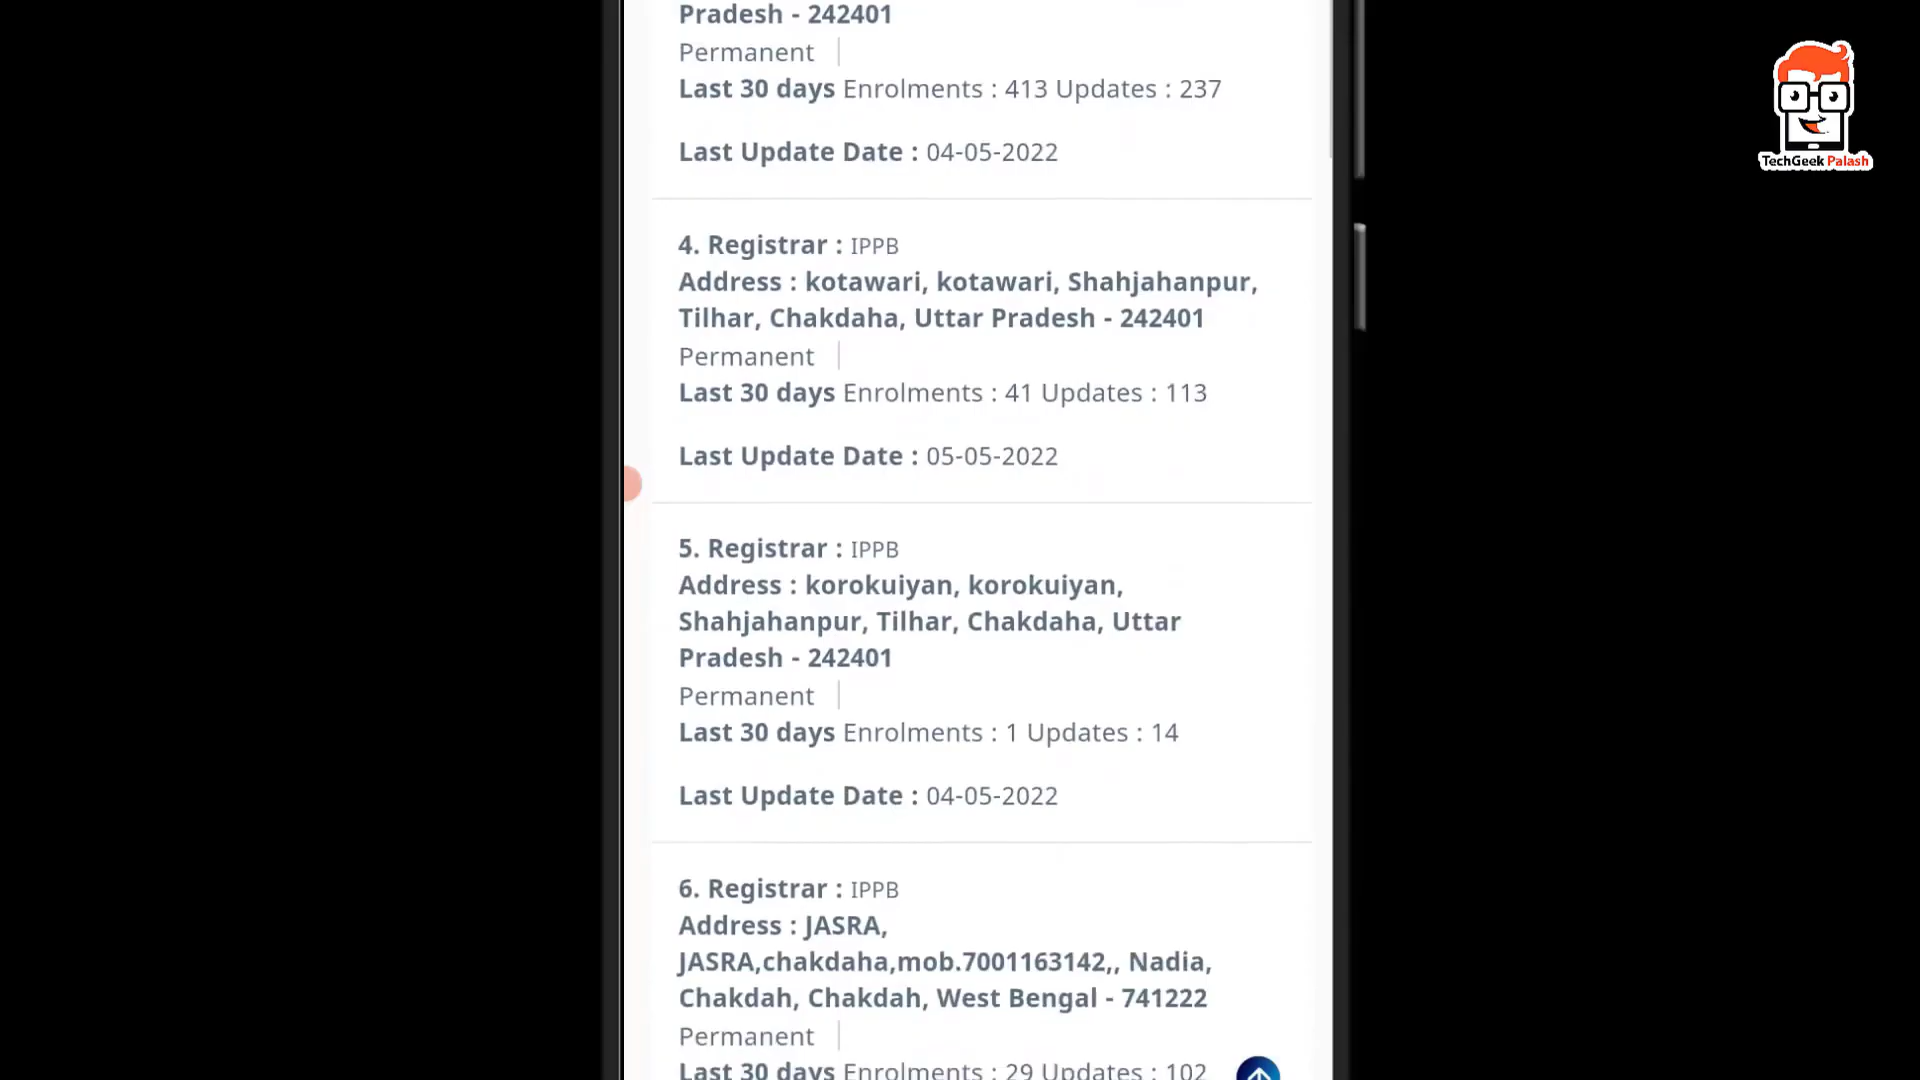 Pradesh - 242401
Permanent
Last 30 days Enrolments : 413 Updates : 237
Last Update Date : 04-05-2022
4. Registrar : IPPB
Address : kotawari, kotawari, Shahjahanpur,
Tilhar, Chakdaha, Uttar Pradesh - 242401
Permanent
Last 30 days Enrolments : 41 Updates : 113
Last Update Date : 05-05-2022
5. Registrar : IPPB
Address : korokuiyan, korokuiyan,
Shahjahanpur, Tilhar, Chakdaha, Uttar
Pradesh - 242401
Permanent
Last 30 days Enrolments : 1 Updates : 14
Last Update Date : 04-05-2022
6. Registrar : IPPB
Address : JASRA,
JASRA,chakdaha,mob.7001163142,, Nadia,
Chakdah, Chakdah, West Bengal - 741222
Permanent
Last 30 days Enrolments : 29 Updates : 102
TechGeek Palash